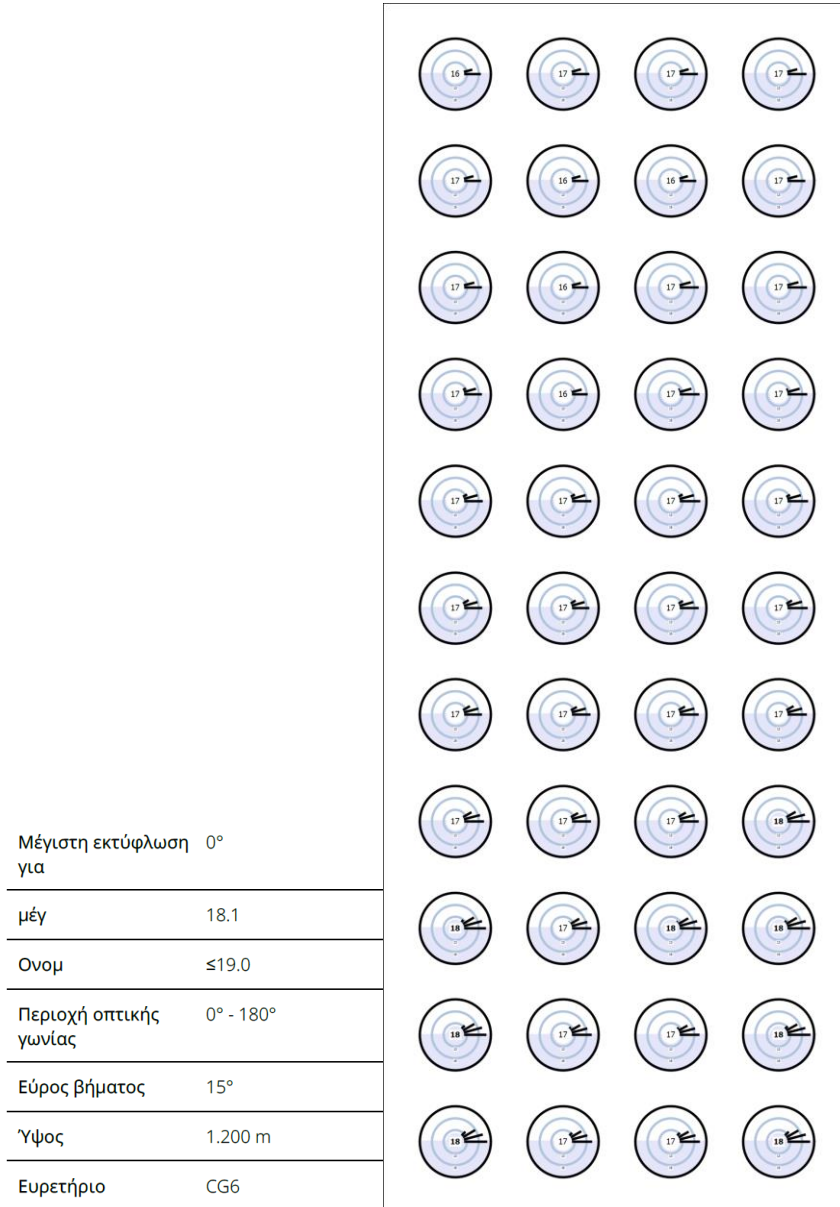 16 17 17 17
17 16 16 17
17 16 17 17
17 16 17 17
17 17 17 17
17 17 17 17
17 17 17 17
17 17 17 18
18 17 18 18
18 17 17 18
18 17 17 18
Μέγιστη εκτύφλωση 0°
για
μέγ 18.1
Ονομ ≤19.0
Περιοχή οπτικής 0° - 180°
γωνίας
Εύρος βήματος 15°
Ύψος 1.200 m
Ευρετήριο CG6